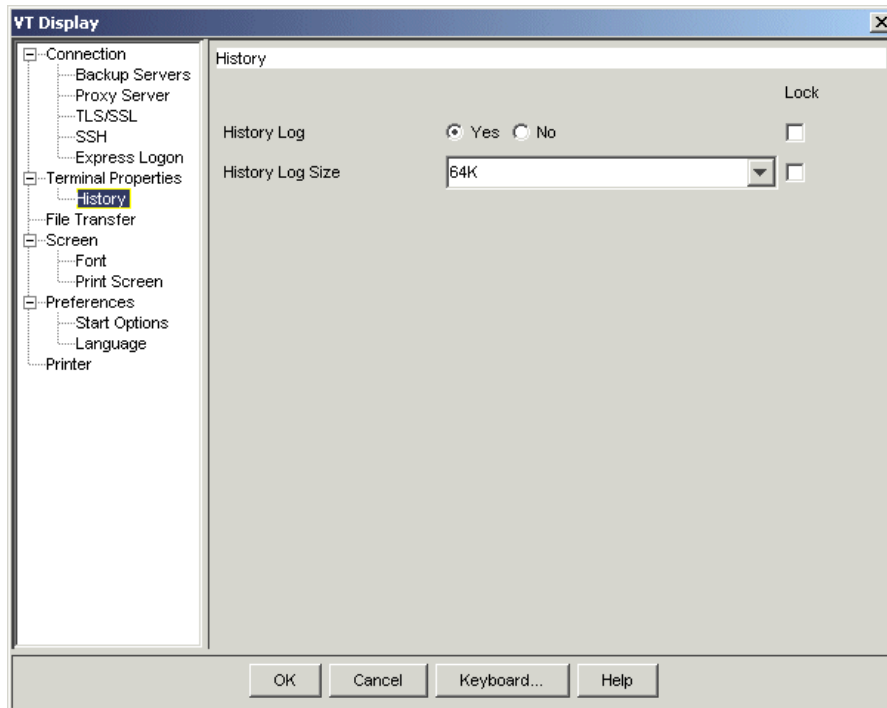 VT Display
Connection
Backup Servers
Proxy Server
TLS/SSL
SSH
Express Logon
Terminal Properties
History
File Transfer
Screen
Font
Print Screen
Preferences
Start Options
Language
Printer
History
Lock
History Log Yes No
History Log Size 64K
OK Cancel Keyboard... Help